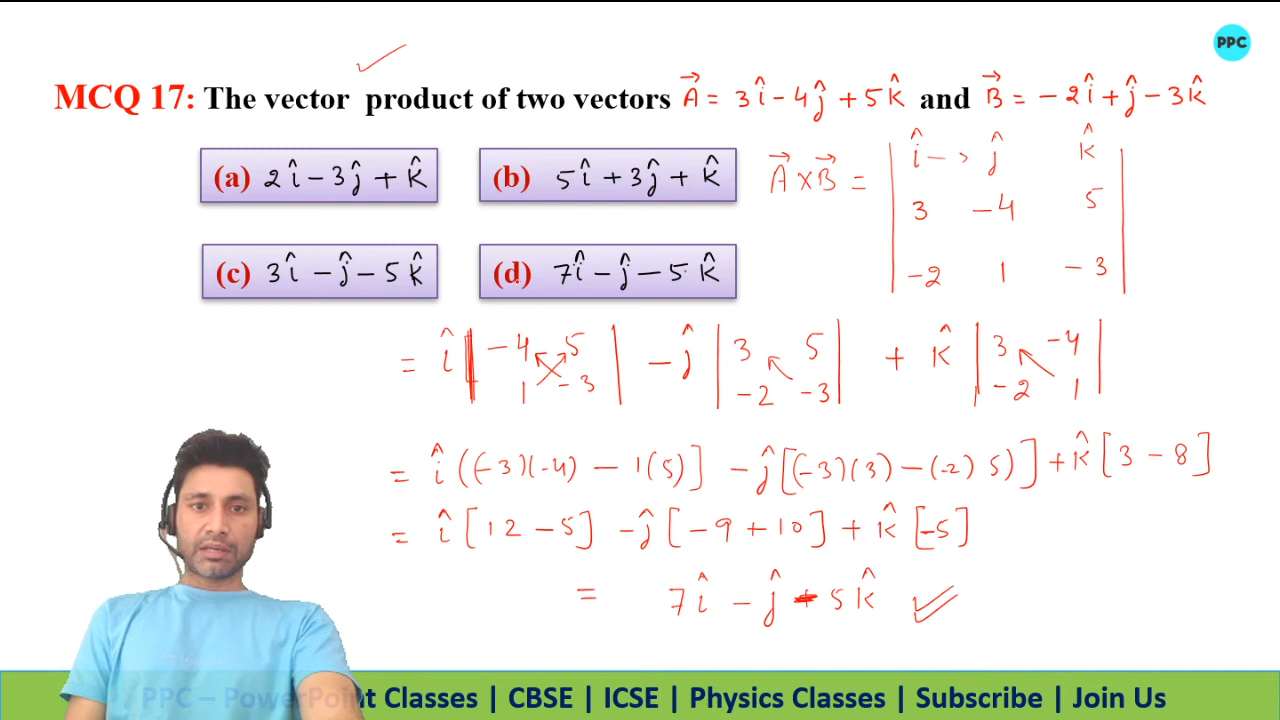 PPC
MCQ 17: The vector product of two vectors A⃗ = 3î - 4ĵ + 5k̂ and B⃗ = - 2î + ĵ - 3k̂
(a) 2î - 3ĵ + k̂
(b) 5î + 3ĵ + k̂
(c) 3î - ĵ - 5k̂
(d) 7î - ĵ - 5k̂
A⃗ × B⃗ = | î ĵ k̂ |
| 3 -4 5 |
| -2 1 -3 |
= î | -4 5 | - ĵ | 3 5 | + k̂ | 3 -4 |
| 1 -3 | | -2 -3 | | -2 1 |
= î ((-3)(-4) - 1(5)] - ĵ [(-3)(3) - (-2) 5)] + k̂ [3 - 8]
= î [12 - 5] - ĵ [-9 + 10] + k̂ [-5]
= 7î - ĵ - 5k̂
PPC – PowerPoint Classes | CBSE | ICSE | Physics Classes | Subscribe | Join Us